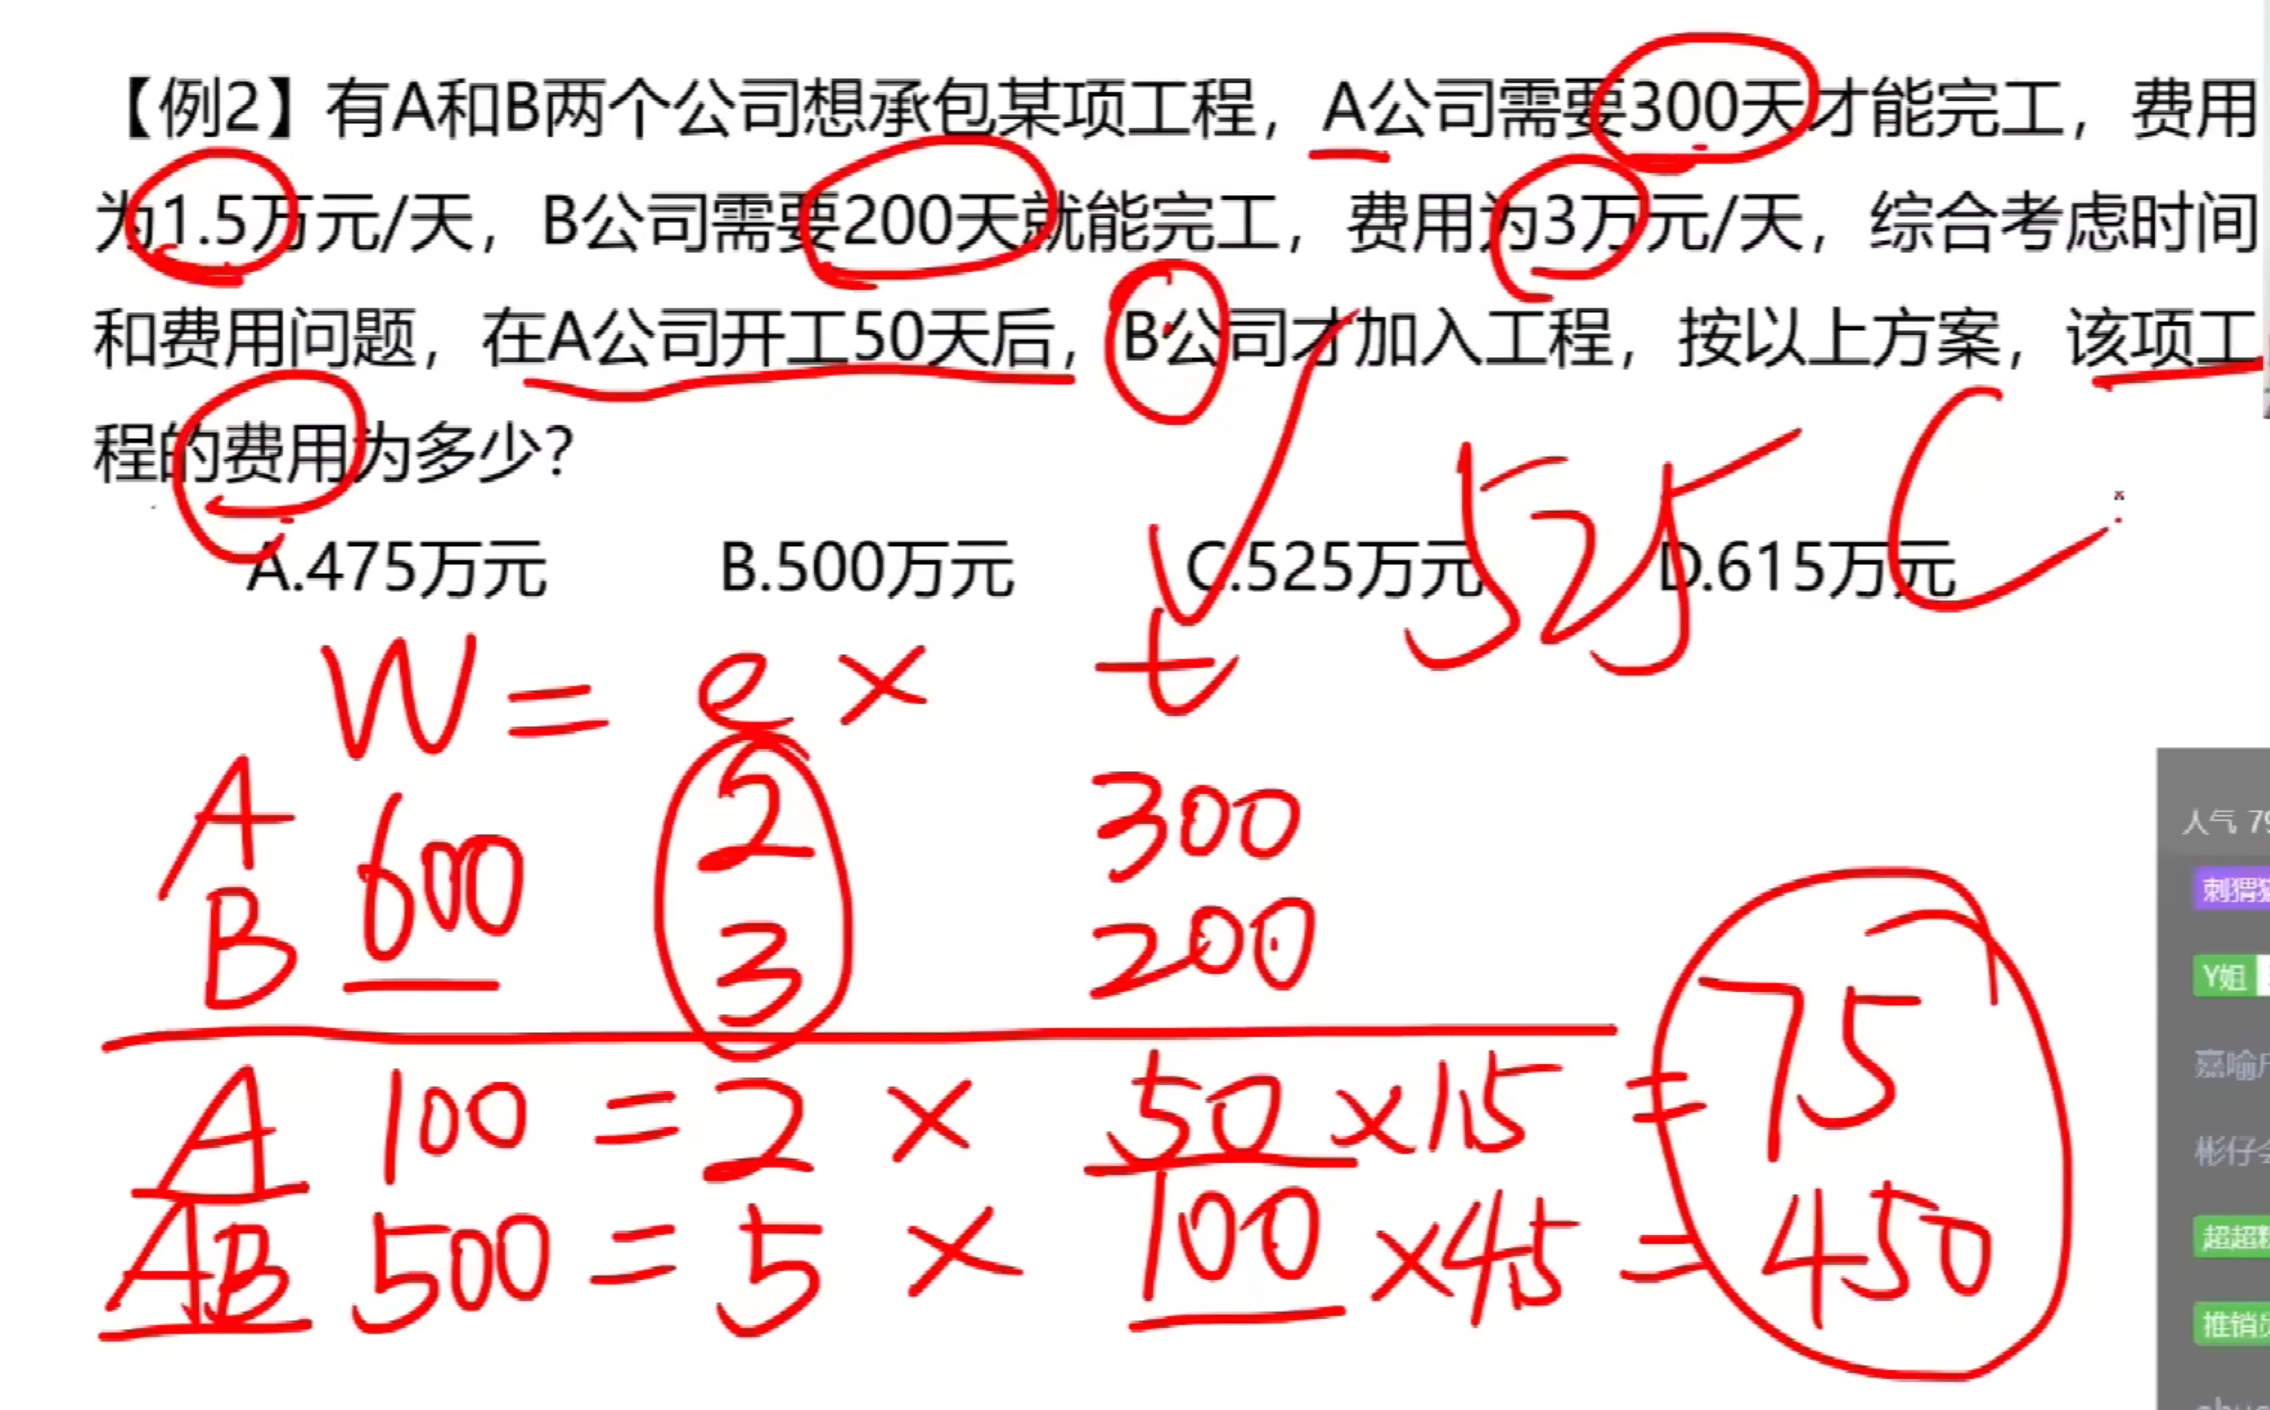 【例2】有A和B两个公司想承包某项工程，A公司需要300天才能完工，费用
为1.5万元/天，B公司需要200天就能完工，费用为3万元/天，综合考虑时间
和费用问题，在A公司开工50天后，B公司才加入工程，按以上方案，该项工
程的费用为多少？
525 C
A.475万元 B.500万元 C.525万元 D.615万元
W = e × t
A 600 2 300
B 3 200
A 100 = 2 × 50 ×1.5 = 75
AB 500 = 5 × 100 ×4.5 = 450
人气 79
刺猬
Y姐
嘉喻
彬仔
超超
推销